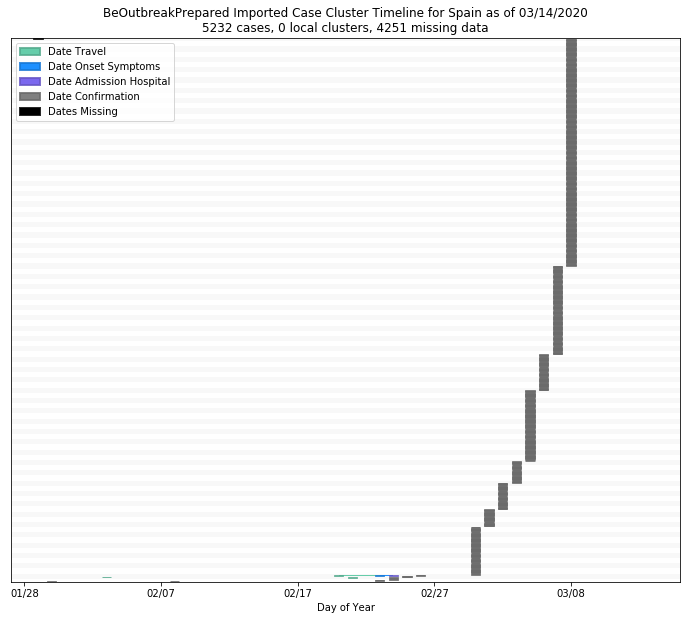 BeOutbreakPrepared Imported Case Cluster Timeline for Spain as of 03/14/2020
5232 cases, 0 local clusters, 4251 missing data
Date Travel
Date Onset Symptoms
Date Admission Hospital
Date Confirmation
Dates Missing
01/28 02/07 02/17 02/27 03/08
Day of Year